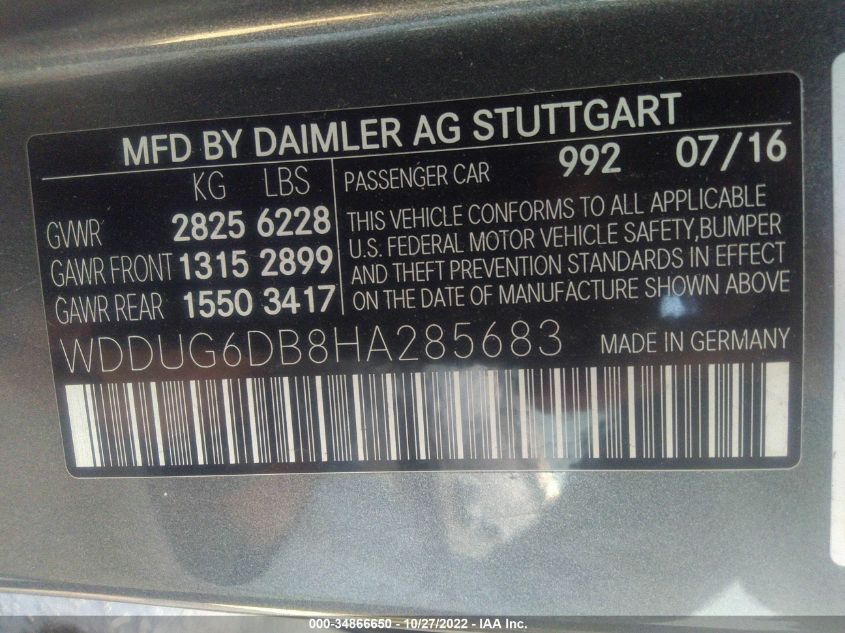 MFD BY DAIMLER AG STUTTGART
KG LBS
GVWR 2825 6228
GAWR FRONT 1315 2899
GAWR REAR 1550 3417
PASSENGER CAR 992 07/16
THIS VEHICLE CONFORMS TO ALL APPLICABLE
U.S. FEDERAL MOTOR VEHICLE SAFETY,BUMPER
AND THEFT PREVENTION STANDARDS IN EFFECT
ON THE DATE OF MANUFACTURE SHOWN ABOVE
WDDUG6DB8HA285683 MADE IN GERMANY
000-34866650 | 10/27/2022 - IAA Inc.